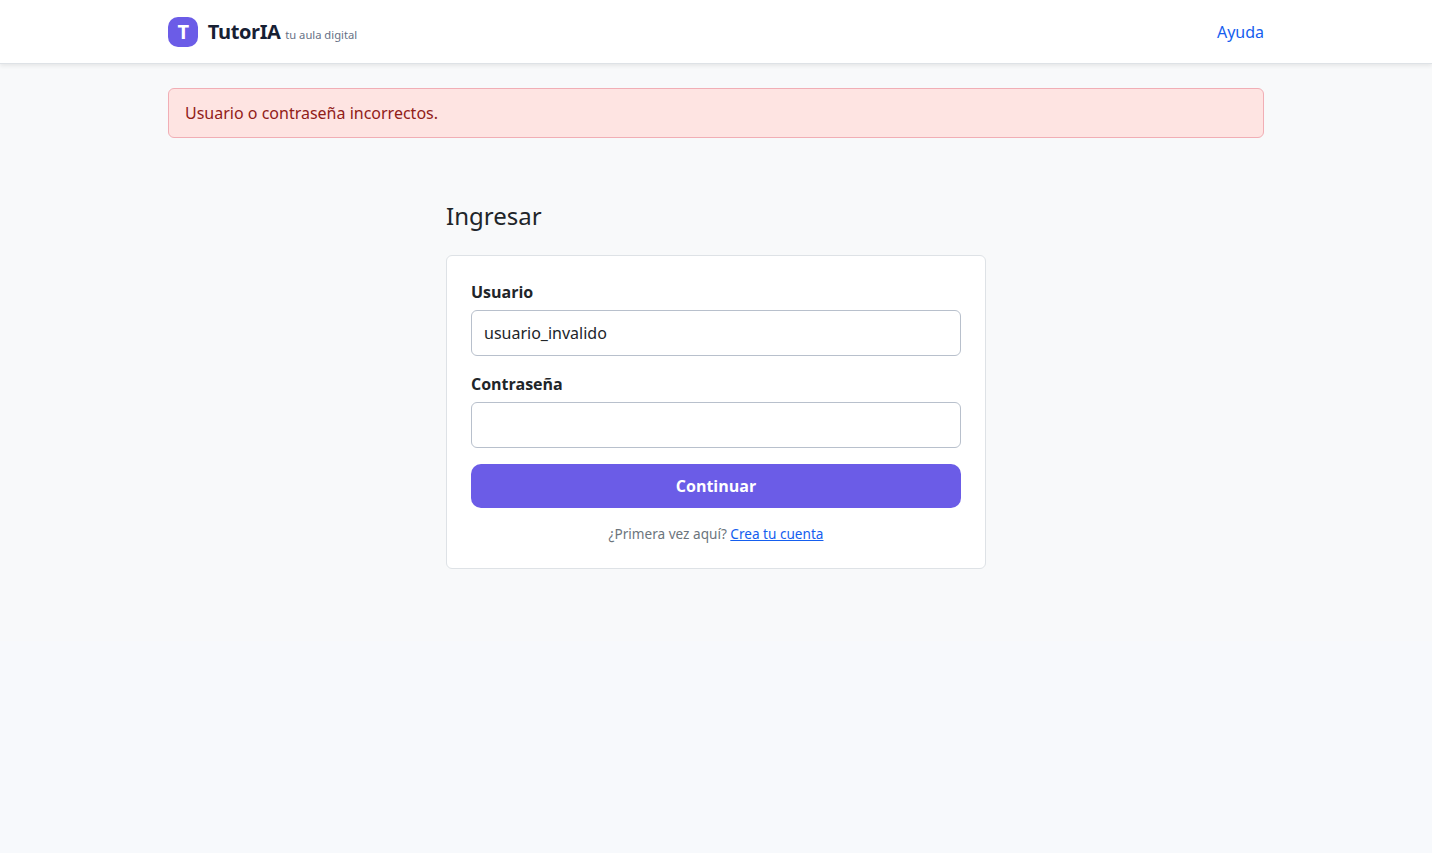 T TutorIA tu aula digital
Ayuda
Usuario o contraseña incorrectos.
Ingresar
Usuario
usuario_invalido
Contraseña
Continuar
¿Primera vez aquí? Crea tu cuenta